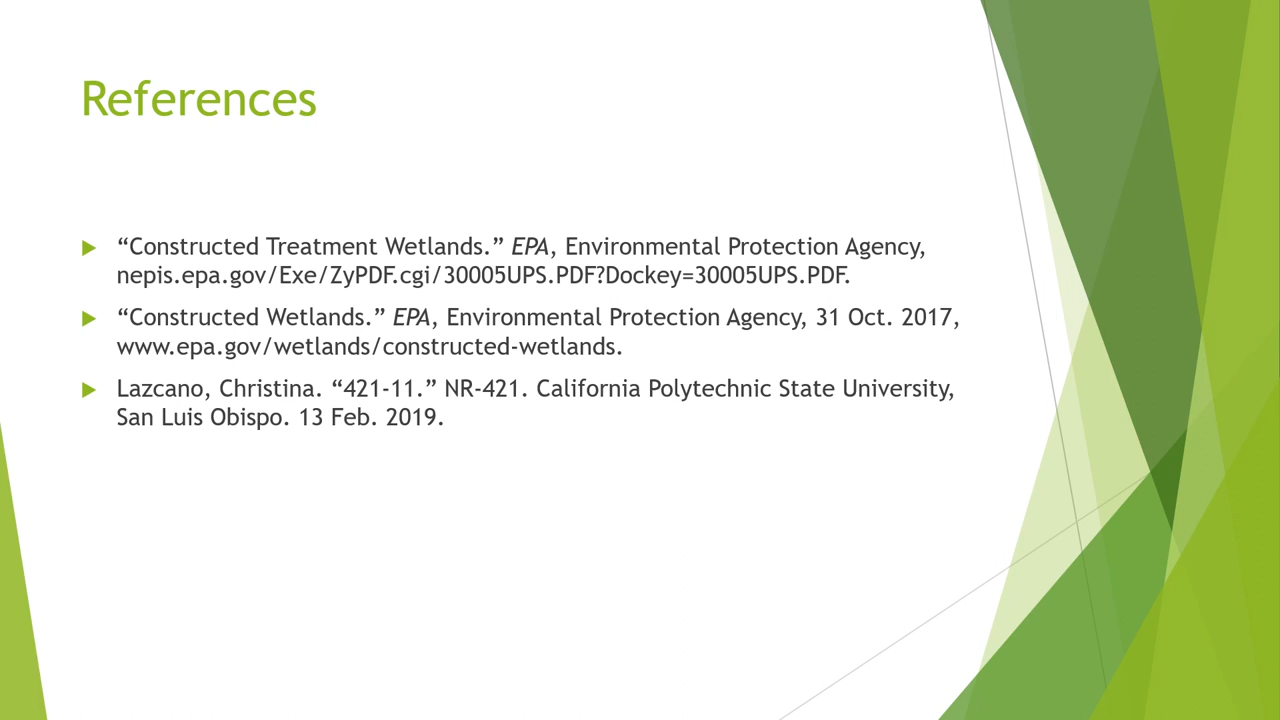 References
“Constructed Treatment Wetlands.” EPA, Environmental Protection Agency,
nepis.epa.gov/Exe/ZyPDF.cgi/30005UPS.PDF?Dockey=30005UPS.PDF.
“Constructed Wetlands.” EPA, Environmental Protection Agency, 31 Oct. 2017,
www.epa.gov/wetlands/constructed-wetlands.
Lazcano, Christina. “421-11.” NR-421. California Polytechnic State University,
San Luis Obispo. 13 Feb. 2019.